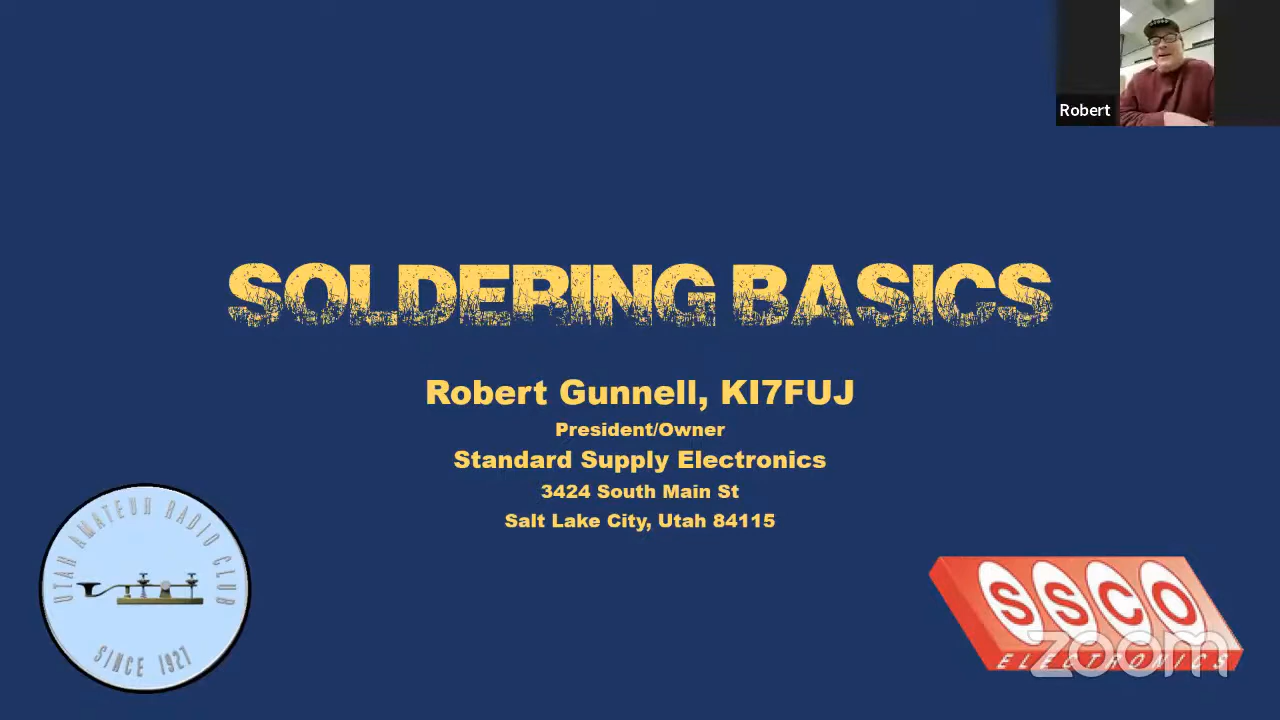 Robert
SOLDERING BASICS
Robert Gunnell, KI7FUJ
President/Owner
Standard Supply Electronics
3424 South Main St
Salt Lake City, Utah 84115
UTAH AMATEUR RADIO CLUB
SINCE 1927
SSCO
ELECTRONICS
zoom